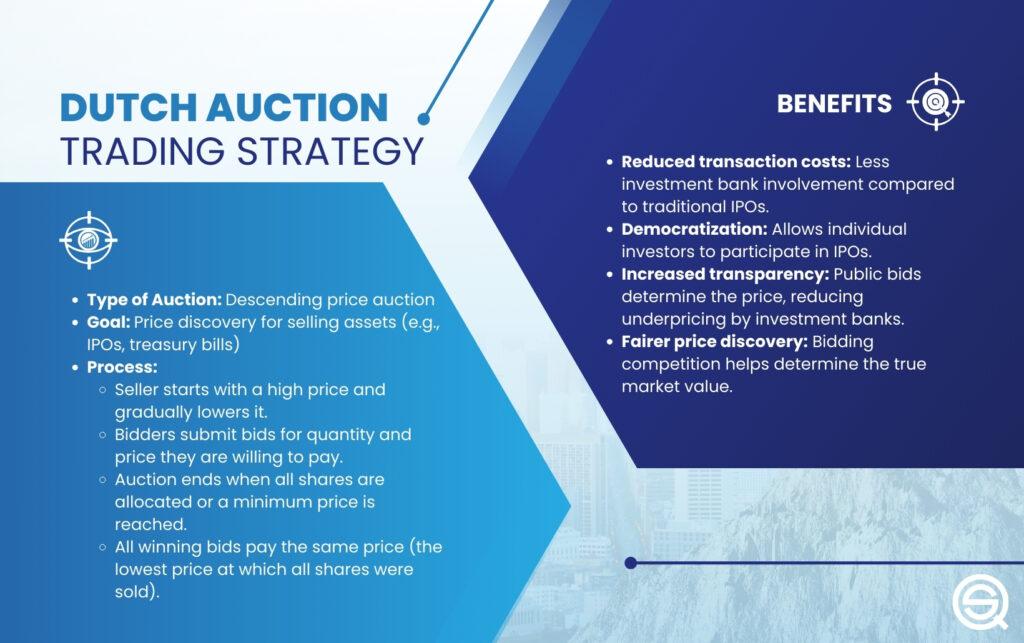 DUTCH AUCTION
TRADING STRATEGY
• Type of Auction: Descending price auction
• Goal: Price discovery for selling assets (e.g.,
IPOs, treasury bills)
• Process:
○ Seller starts with a high price and
gradually lowers it.
○ Bidders submit bids for quantity and
price they are willing to pay.
○ Auction ends when all shares are
allocated or a minimum price is
reached.
○ All winning bids pay the same price (the
lowest price at which all shares were
sold).
BENEFITS
• Reduced transaction costs: Less
investment bank involvement compared
to traditional IPOs.
• Democratization: Allows individual
investors to participate in IPOs.
• Increased transparency: Public bids
determine the price, reducing
underpricing by investment banks.
• Fairer price discovery: Bidding
competition helps determine the true
market value.